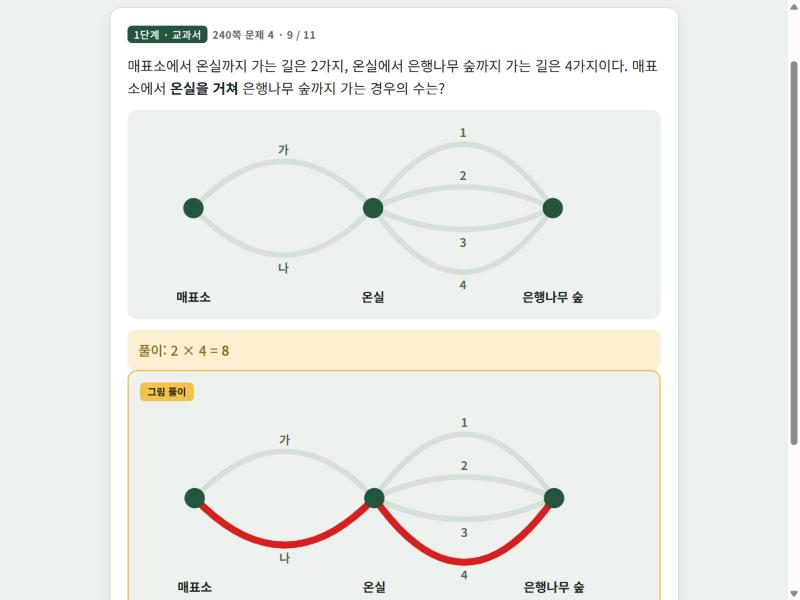 1단계 · 교과서 240쪽 문제 4 · 9 / 11
매표소에서 온실까지 가는 길은 2가지, 온실에서 은행나무 숲까지 가는 길은 4가지이다. 매표
소에서 온실을 거쳐 은행나무 숲까지 가는 경우의 수는?
1
가
2
3
나
4
매표소 온실 은행나무 숲
풀이: 2 × 4 = 8
그림 풀이
1
가
2
3
나
4
매표소 온실 은행나무 숲